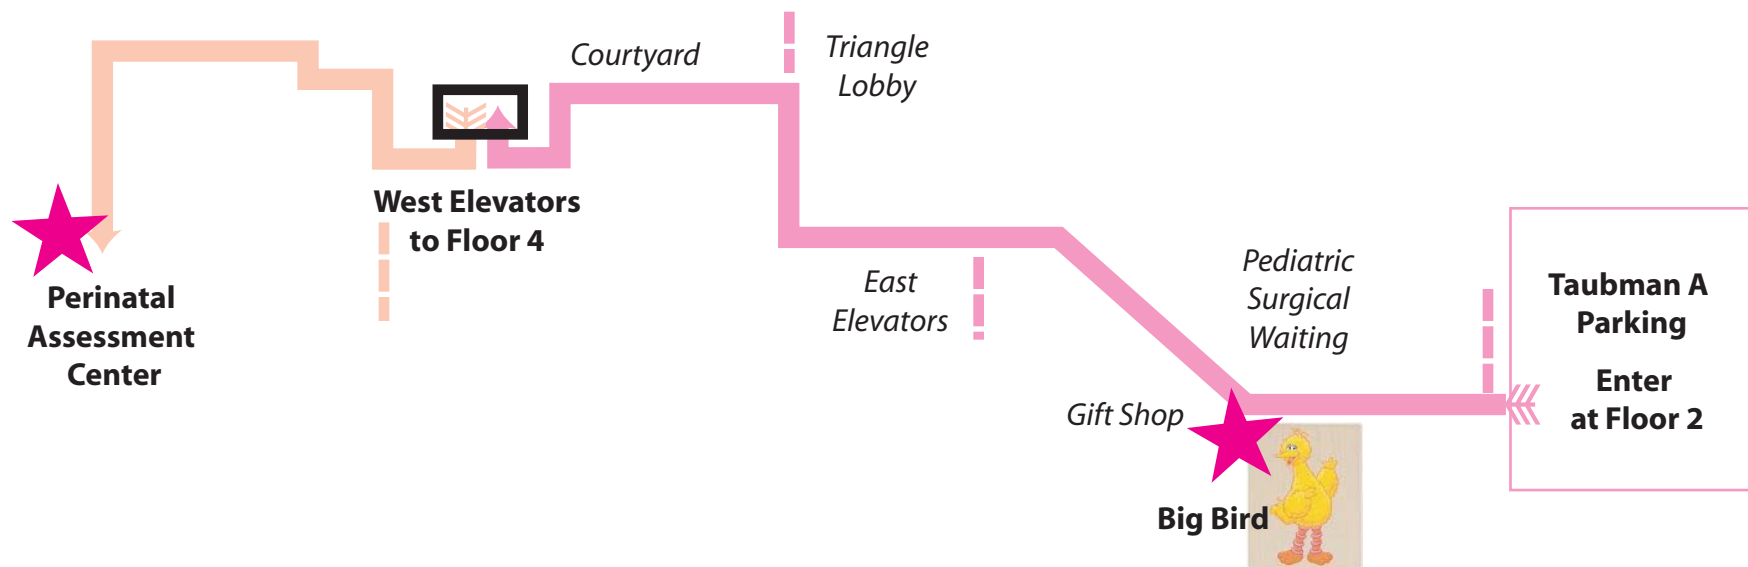 Courtyard
Triangle
Lobby
West Elevators
to Floor 4
Perinatal
Assessment
Center
East
Elevators
Pediatric
Surgical
Waiting
Gift Shop
Big Bird
Taubman A
Parking
Enter
at Floor 2